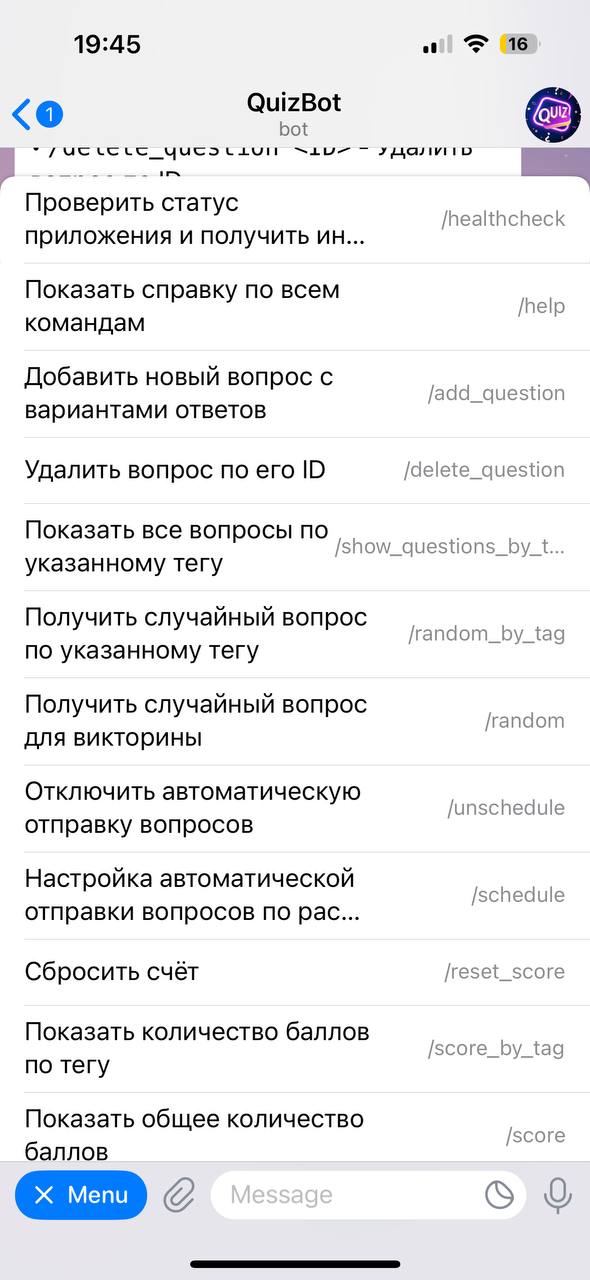 19:45
16
1
QuizBot
bot
QUIZ
/delete_question <ID> - Удалить
Проверить статус
приложения и получить ин...
/healthcheck
Показать справку по всем
командам
/help
Добавить новый вопрос с
вариантами ответов
/add_question
Удалить вопрос по его ID
/delete_question
Показать все вопросы по
указанному тегу
/show_questions_by_t...
Получить случайный вопрос
по указанному тегу
/random_by_tag
Получить случайный вопрос
для викторины
/random
Отключить автоматическую
отправку вопросов
/unschedule
Настройка автоматической
отправки вопросов по рас...
/schedule
Сбросить счёт
/reset_score
Показать количество баллов
по тегу
/score_by_tag
Показать общее количество
баллов
/score
Menu
Message